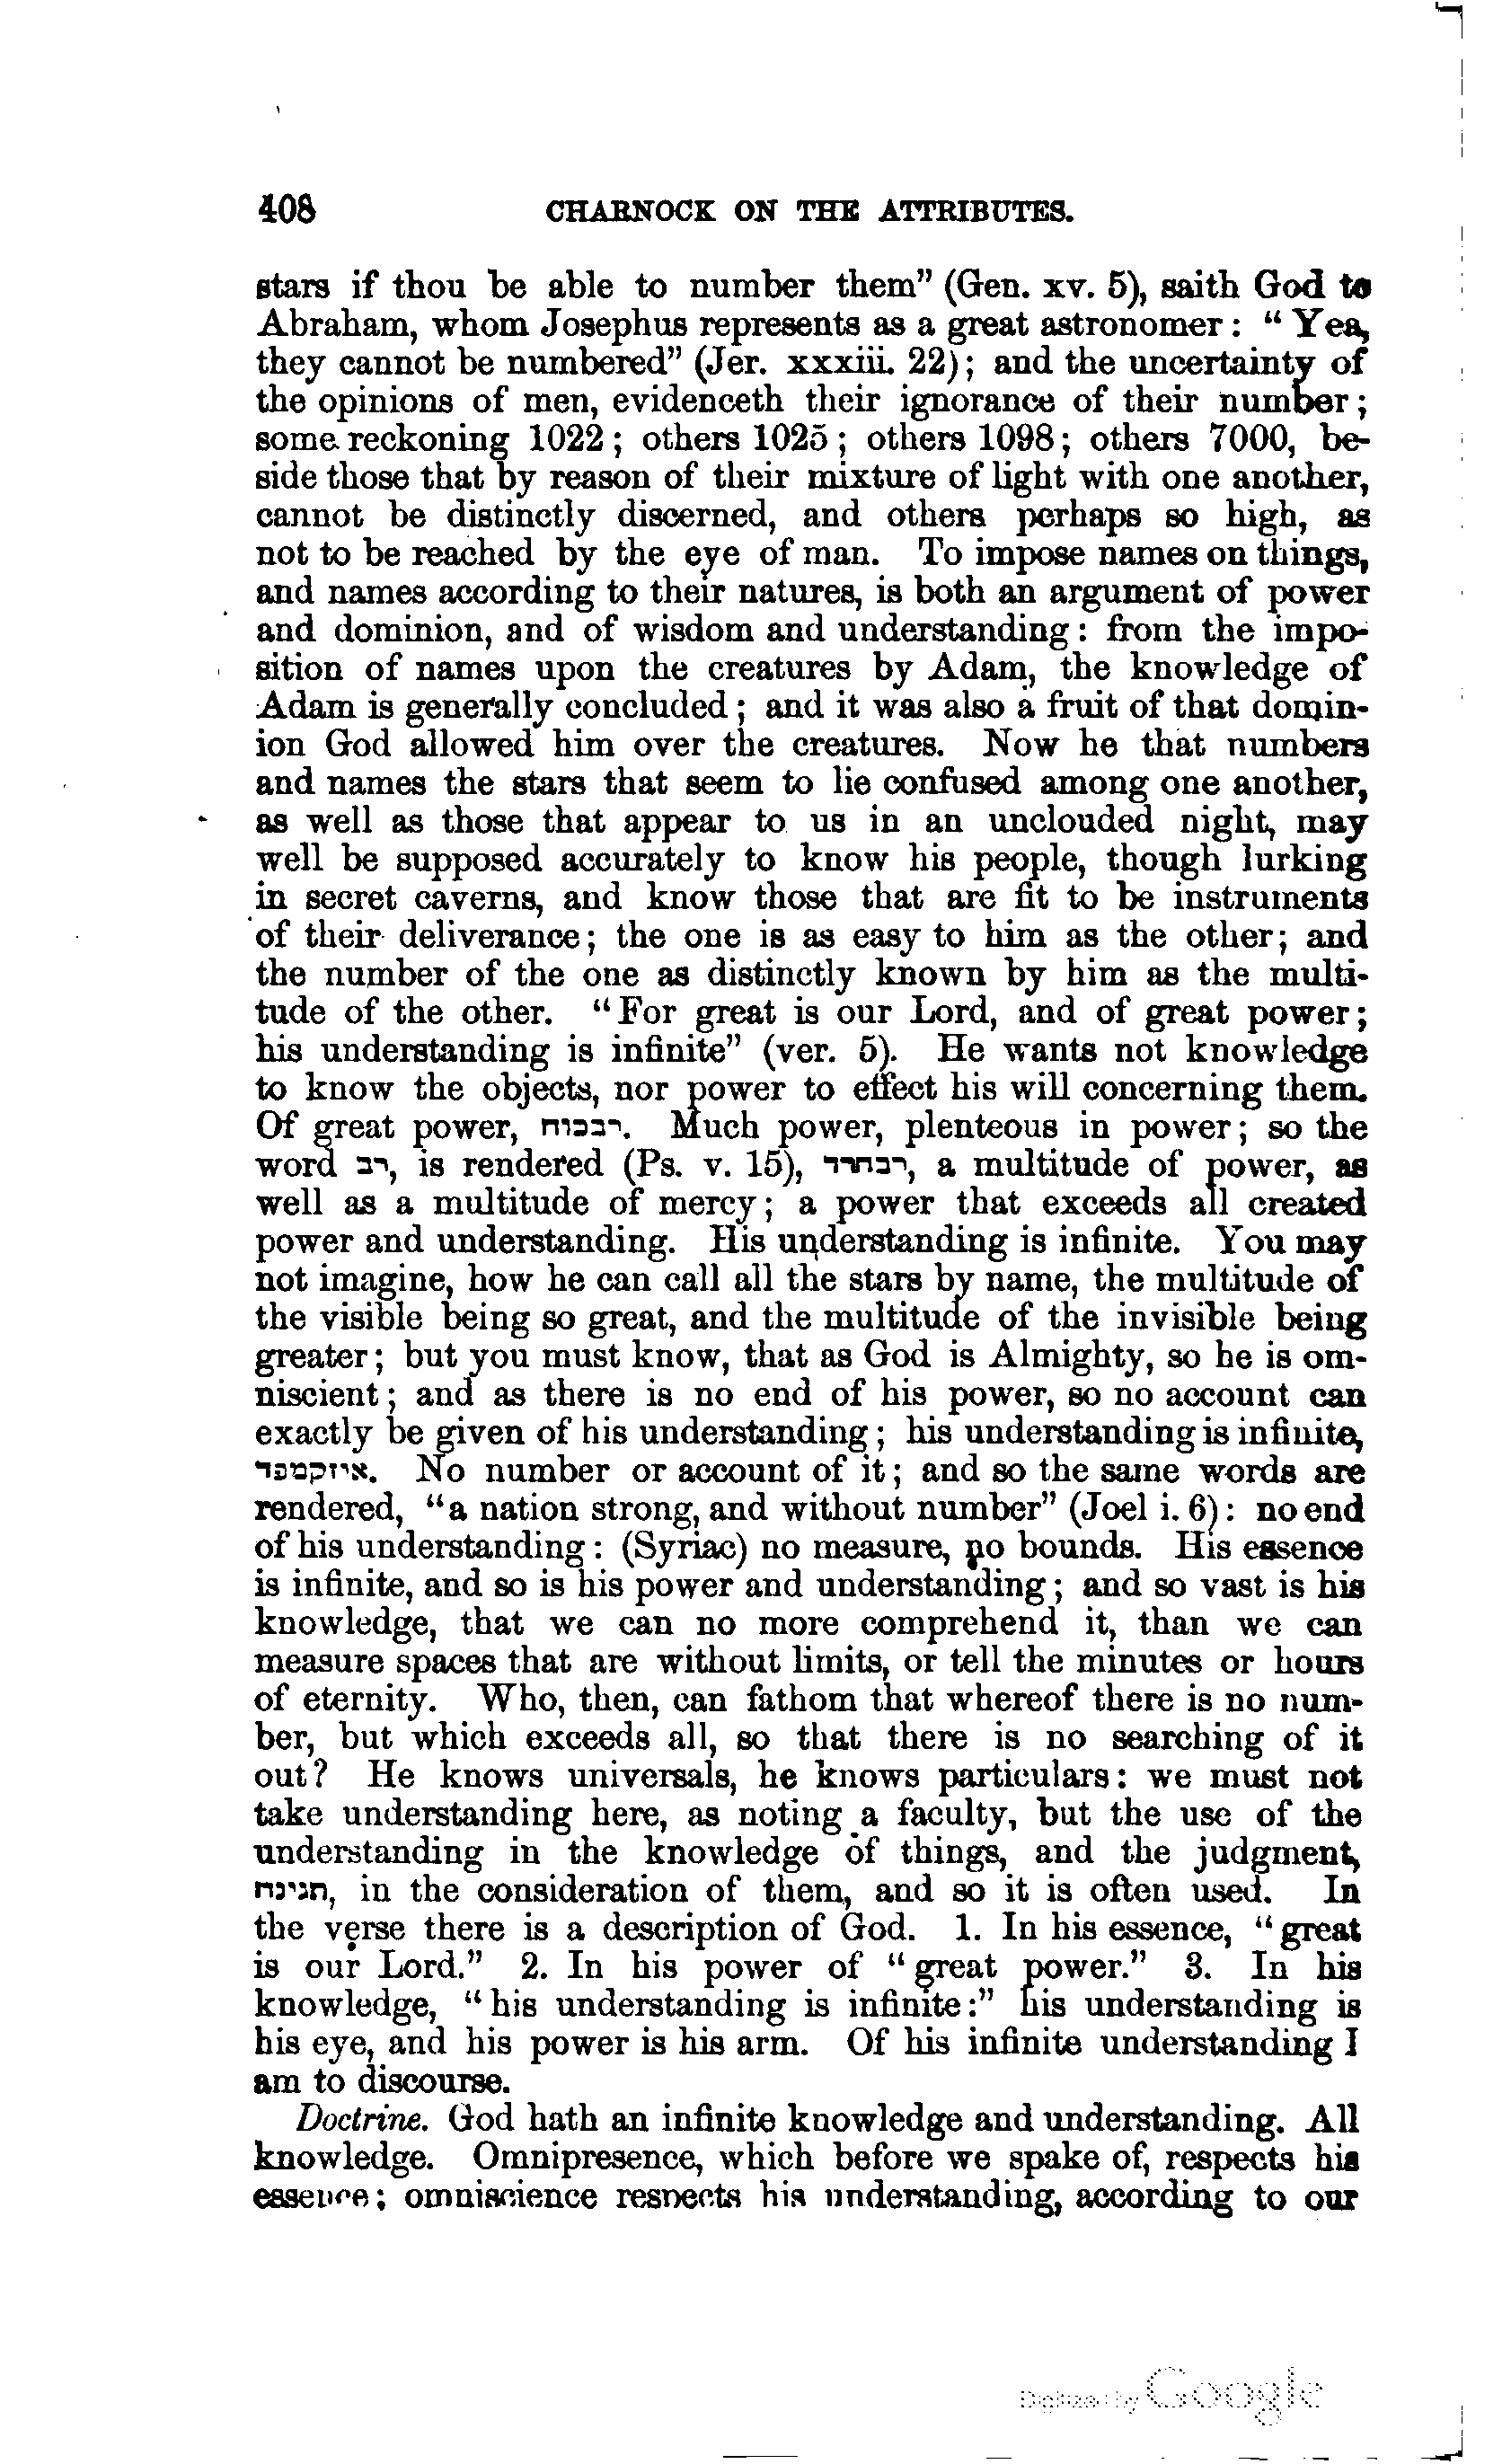 408 CHARNOCK ON THE ATTRIBUTES.
stars if thou be able to number them” (Gen. xv. 5), saith God to
Abraham, whom Josephus represents as a great astronomer: “Yea,
they cannot be numbered” (Jer. xxxiii. 22); and the uncertainty of
the opinions of men, evidenceth their ignorance of their number;
some reckoning 1022; others 1025; others 1098; others 7000, be-
side those that by reason of their mixture of light with one another,
cannot be distinctly discerned, and others perhaps so high, as
not to be reached by the eye of man. To impose names on things,
and names according to their natures, is both an argument of power
and dominion, and of wisdom and understanding: from the impo-
sition of names upon the creatures by Adam, the knowledge of
Adam is generally concluded; and it was also a fruit of that domin-
ion God allowed him over the creatures. Now he that numbers
and names the stars that seem to lie confused among one another,
as well as those that appear to us in an unclouded night, may
well be supposed accurately to know his people, though lurking
in secret caverns, and know those that are fit to be instruments
of their deliverance; the one is as easy to him as the other; and
the number of the one as distinctly known by him as the multi-
tude of the other. “For great is our Lord, and of great power;
his understanding is infinite” (ver. 5). He wants not knowledge
to know the objects, nor power to effect his will concerning them.
Of great power, רבכוח. Much power, plenteous in power; so the
word רב, is rendered (Ps. v. 15), a multitude of power, as
well as a multitude of mercy; a power that exceeds all created
power and understanding. His understanding is infinite. You may
not imagine, how he can call all the stars by name, the multitude of
the visible being so great, and the multitude of the invisible being
greater; but you must know, that as God is Almighty, so he is om-
niscient; and as there is no end of his power, so no account can
exactly be given of his understanding; his understanding is infinite,
No number or account of it; and so the same words are
rendered, “a nation strong, and without number” (Joel i. 6): no end
of his understanding: (Syriac) no measure, no bounds. His essence
is infinite, and so is his power and understanding; and so vast is his
knowledge, that we can no more comprehend it, than we can
measure spaces that are without limits, or tell the minutes or hours
of eternity. Who, then, can fathom that whereof there is no num-
ber, but which exceeds all, so that there is no searching of it
out? He knows universals, he knows particulars: we must not
take understanding here, as noting a faculty, but the use of the
understanding in the knowledge of things, and the judgment,
in the consideration of them, and so it is often used. In
the verse there is a description of God. 1. In his essence, “great
is our Lord.” 2. In his power of “great power.” 3. In his
knowledge, “his understanding is infinite:” his understanding is
his eye, and his power is his arm. Of his infinite understanding I
am to discourse.
Doctrine. God hath an infinite knowledge and understanding. All
knowledge. Omnipresence, which before we spake of, respects his
essence; omniscience respects his understanding, according to our
Digitized by Google